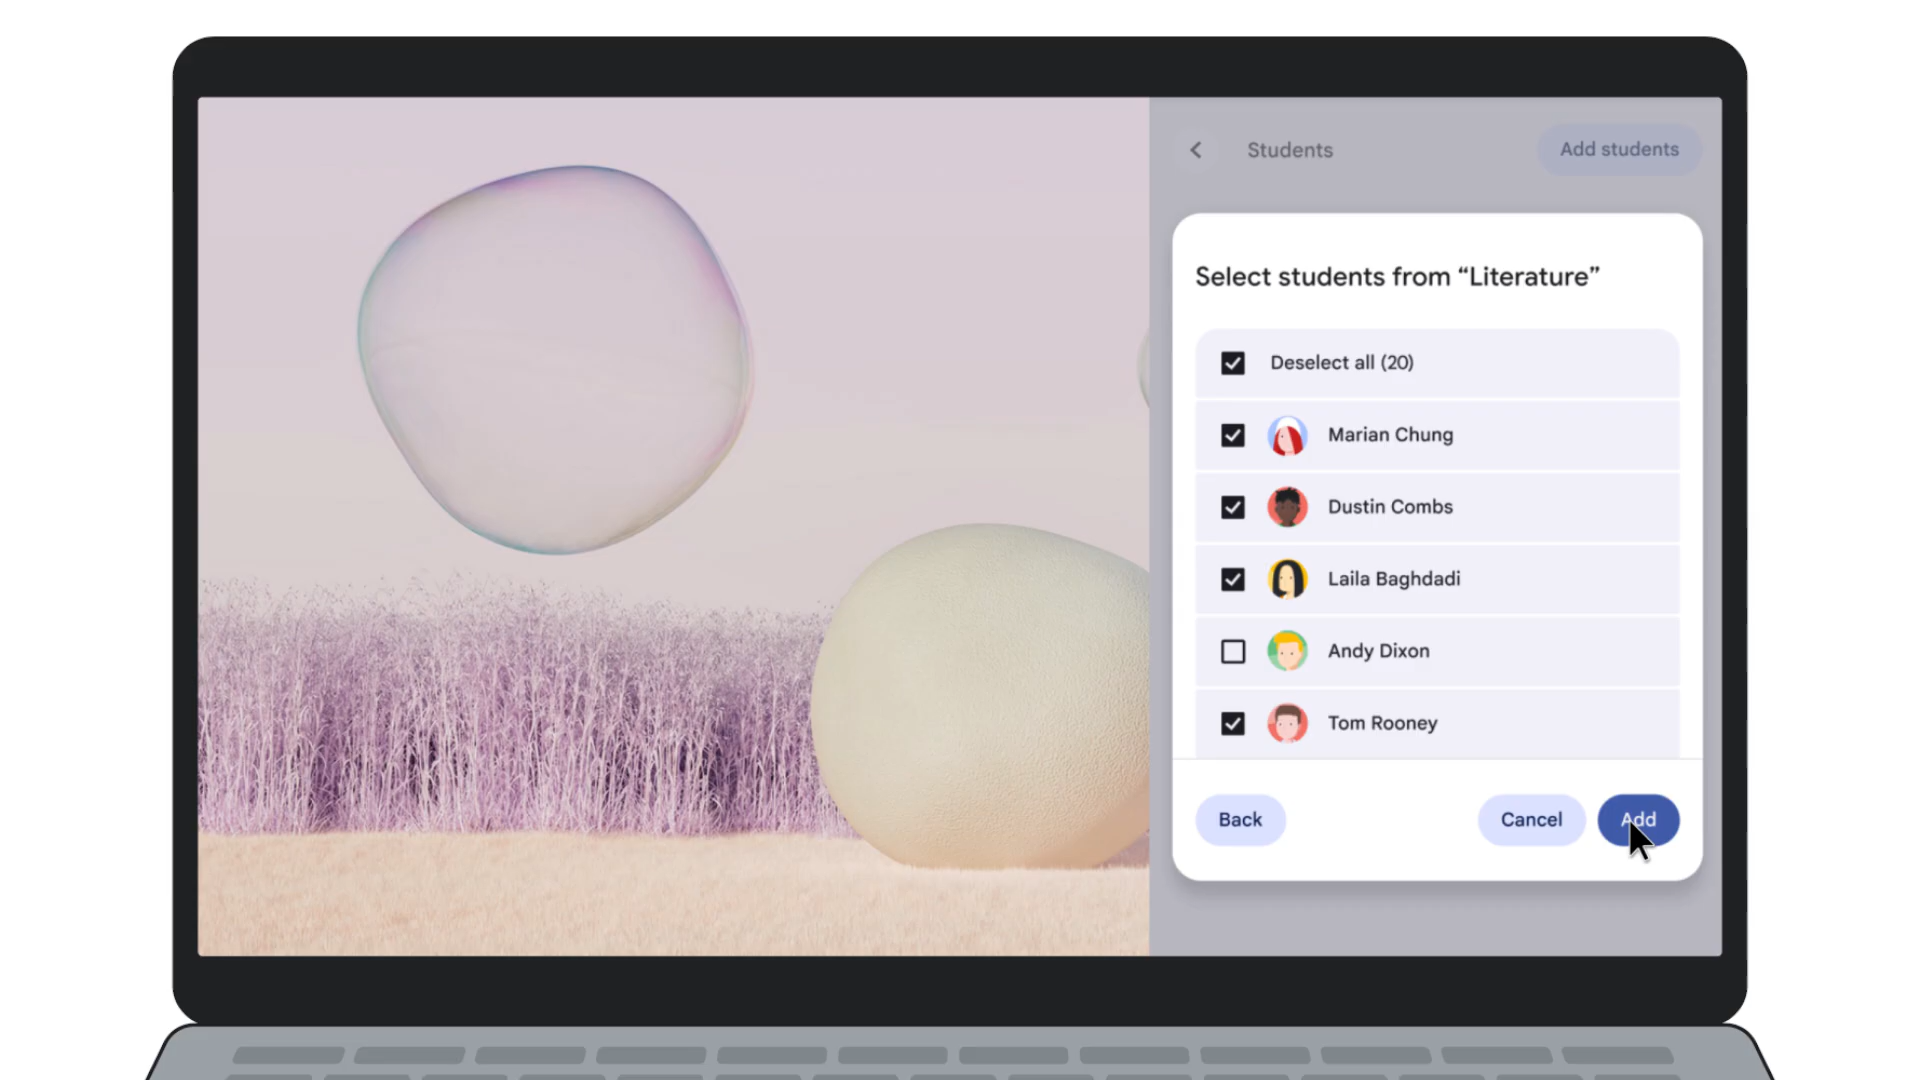 Students
Add students
Select students from “Literature”
Deselect all (20)
Marian Chung
Dustin Combs
Laila Baghdadi
Andy Dixon
Tom Rooney
Back
Cancel
Add